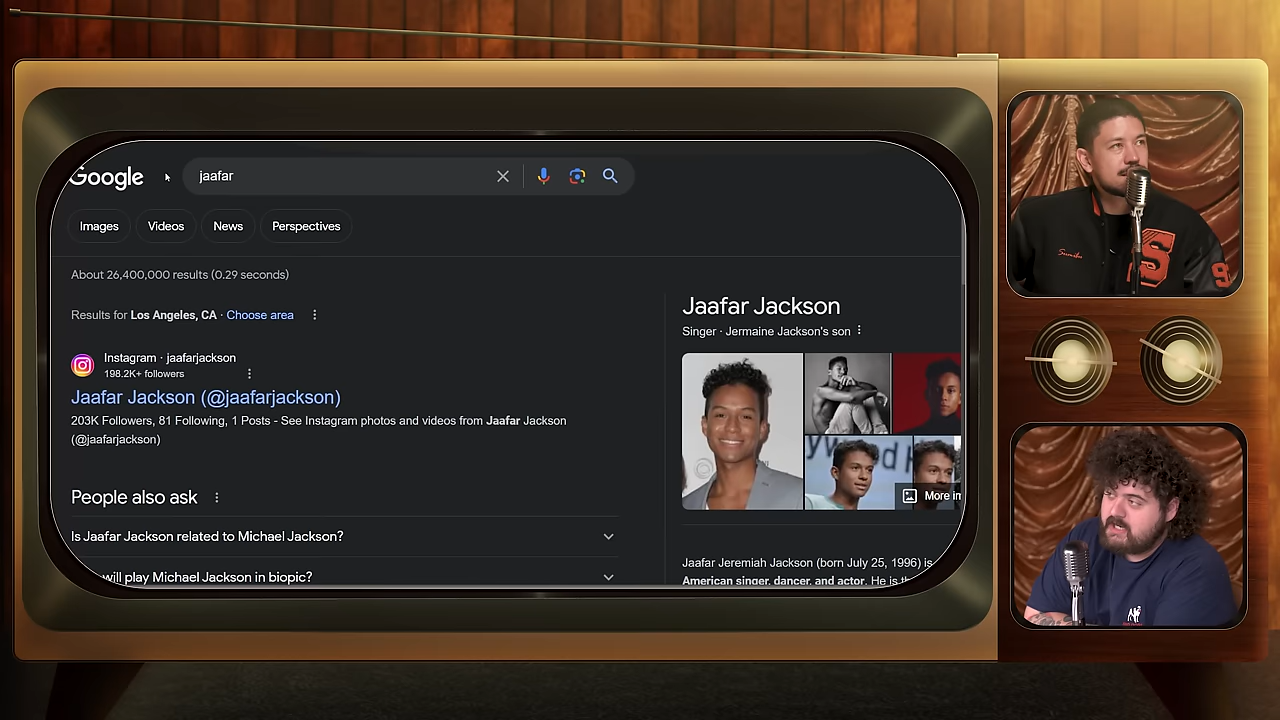 Google
jaafar
Images
Videos
News
Perspectives
About 26,400,000 results (0.29 seconds)
Results for Los Angeles, CA · Choose area
Instagram · jaafarjackson
198.2K+ followers
Jaafar Jackson (@jaafarjackson)
203K Followers, 81 Following, 1 Posts - See Instagram photos and videos from Jaafar Jackson
(@jaafarjackson)
People also ask
Is Jaafar Jackson related to Michael Jackson?
will play Michael Jackson in biopic?
Jaafar Jackson
Singer · Jermaine Jackson's son
More
Jaafar Jeremiah Jackson (born July 25, 1996) is
American singer, dancer, and actor. He is
S
9